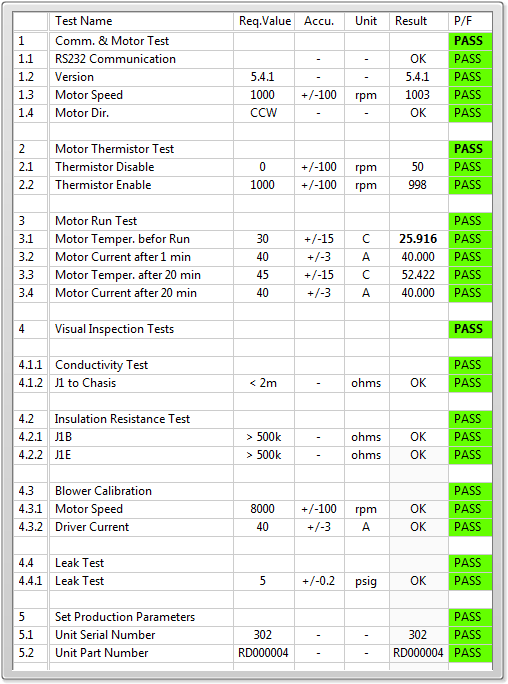 Test Name Req.Value Accu. Unit Result P/F
1 Comm. & Motor Test PASS
1.1 RS232 Communication - - OK PASS
1.2 Version 5.4.1 - - 5.4.1 PASS
1.3 Motor Speed 1000 +/-100 rpm 1003 PASS
1.4 Motor Dir. CCW - - OK PASS
2 Motor Thermistor Test PASS
2.1 Thermistor Disable 0 +/-100 rpm 50 PASS
2.2 Thermistor Enable 1000 +/-100 rpm 998 PASS
3 Motor Run Test PASS
3.1 Motor Temper. befor Run 30 +/-15 C 25.916 PASS
3.2 Motor Current after 1 min 40 +/-3 A 40.000 PASS
3.3 Motor Temper. after 20 min 45 +/-15 C 52.422 PASS
3.4 Motor Current after 20 min 40 +/-3 A 40.000 PASS
4 Visual Inspection Tests PASS
4.1.1 Conductivity Test PASS
4.1.2 J1 to Chasis < 2m - ohms OK PASS
4.2 Insulation Resistance Test PASS
4.2.1 J1B > 500k - ohms OK PASS
4.2.2 J1E > 500k - ohms OK PASS
4.3 Blower Calibration PASS
4.3.1 Motor Speed 8000 +/-100 rpm OK PASS
4.3.2 Driver Current 40 +/-3 A OK PASS
4.4 Leak Test PASS
4.4.1 Leak Test 5 +/-0.2 psig OK PASS
5 Set Production Parameters PASS
5.1 Unit Serial Number 302 - - 302 PASS
5.2 Unit Part Number RD000004 - - RD000004 PASS